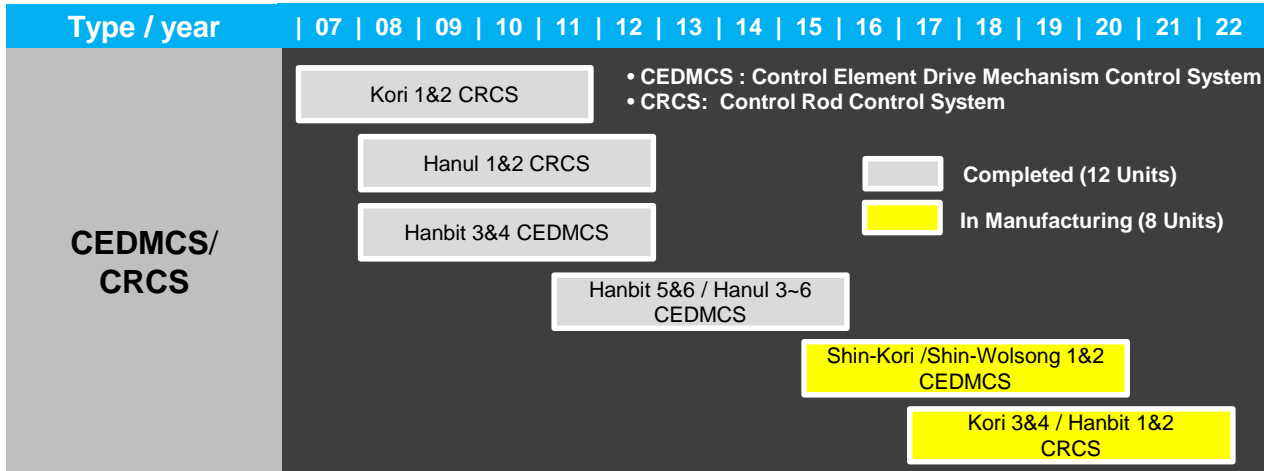 Type / year | 07 | 08 | 09 | 10 | 11 | 12 | 13 | 14 | 15 | 16 | 17 | 18 | 19 | 20 | 21 | 22
• CEDMCS : Control Element Drive Mechanism Control System
• CRCS: Control Rod Control System
Kori 1&2 CRCS
Hanul 1&2 CRCS
Completed (12 Units)
Hanbit 3&4 CEDMCS
In Manufacturing (8 Units)
CEDMCS/
CRCS
Hanbit 5&6 / Hanul 3~6
CEDMCS
Shin-Kori /Shin-Wolsong 1&2
CEDMCS
Kori 3&4 / Hanbit 1&2
CRCS